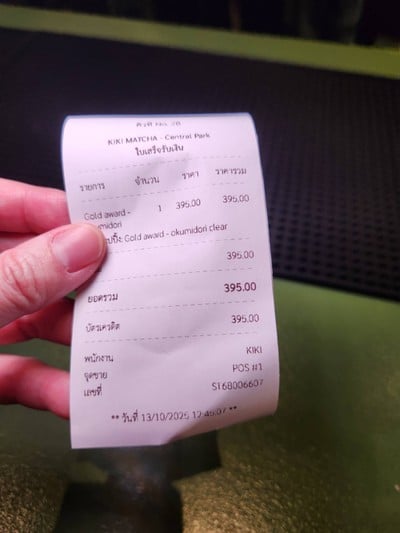 คิวที่ No. 28
KIKI MATCHA - Central Park
ใบเสร็จรับเงิน
รายการ จำนวน ราคา ราคารวม
Gold award - 1 395.00 395.00
okumidori
Gold award - okumidori clear
395.00
ยอดรวม 395.00
บัตรเครดิต 395.00
พนักงาน KIKI
จุดขาย POS #1
เลขที่ S168006607
** วันที่ 13/10/2025 12:45:07 **